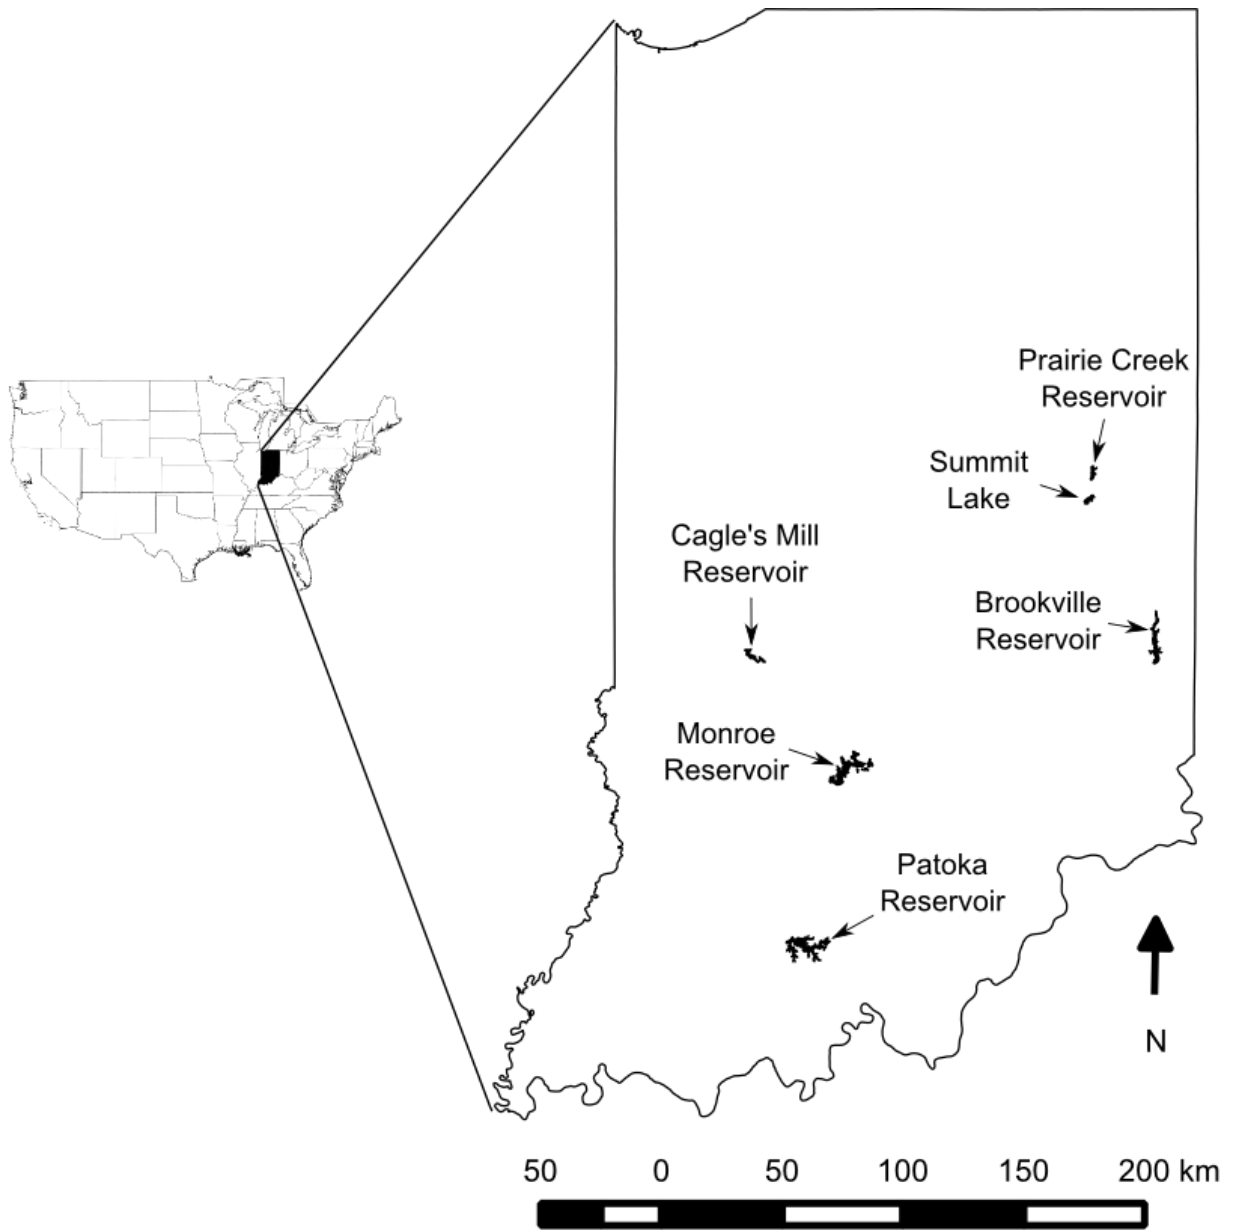 Prairie Creek
Reservoir
Summit
Lake
Cagle's Mill
Reservoir
Brookville
Reservoir
Monroe
Reservoir
Patoka
Reservoir
N
50 0 50 100 150 200 km